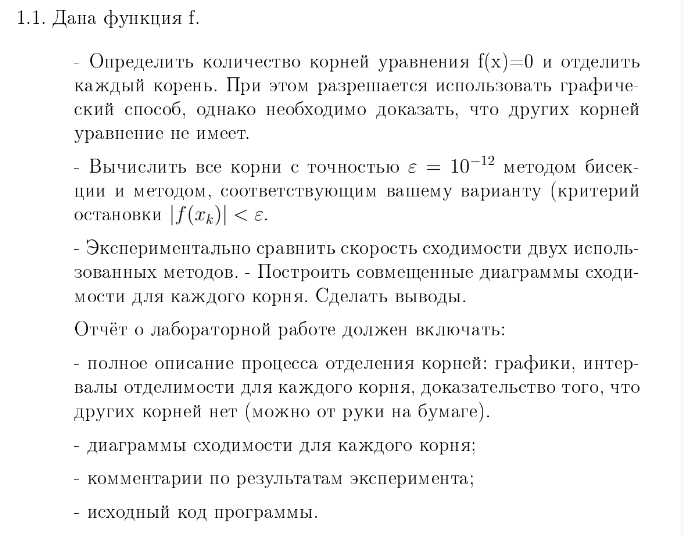 1.1. Дана функция f.
- Определить количество корней уравнения f(x)=0 и отделить
каждый корень. При этом разрешается использовать графиче-
ский способ, однако необходимо доказать, что других корней
уравнение не имеет.
- Вычислить все корни с точностью ε = 10⁻¹² методом бисек-
ции и методом, соответствующим вашему варианту (критерий
остановки |f(xₖ)| < ε.
- Экспериментально сравнить скорость сходимости двух исполь-
зованных методов. - Построить совмещенные диаграммы сходи-
мости для каждого корня. Сделать выводы.
Отчёт о лабораторной работе должен включать:
- полное описание процесса отделения корней: графики, интер-
валы отделимости для каждого корня, доказательство того, что
других корней нет (можно от руки на бумаге).
- диаграммы сходимости для каждого корня;
- комментарии по результатам эксперимента;
- исходный код программы.